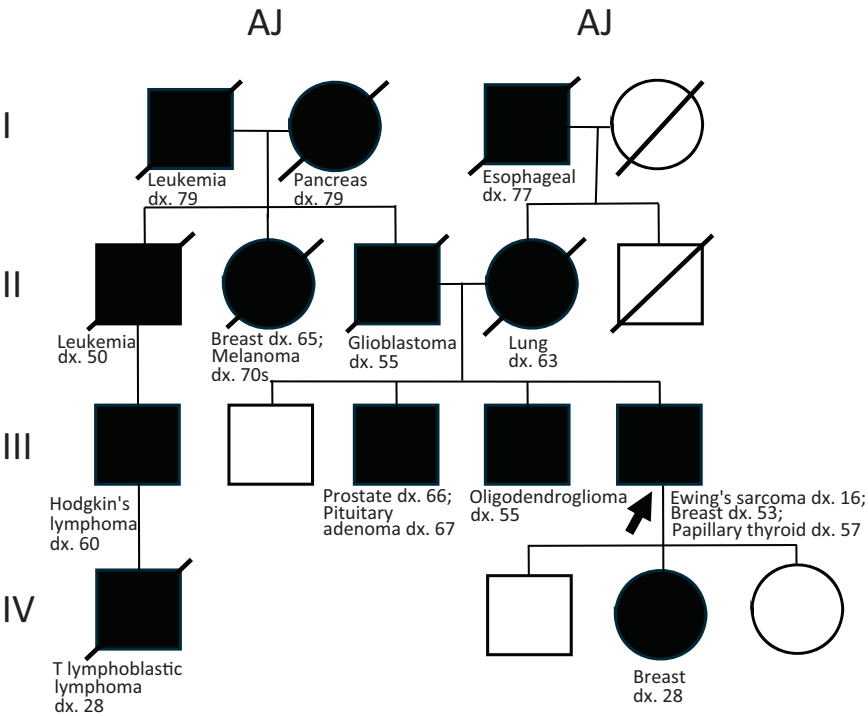 AJ
AJ
I
Leukemia
dx. 79
Pancreas
dx. 79
Esophageal
dx. 77
II
Leukemia
dx. 50
Breast dx. 65;
Melanoma
dx. 70s
Glioblastoma
dx. 55
Lung
dx. 63
III
Hodgkin's
lymphoma
dx. 60
Prostate dx. 66;
Pituitary
adenoma dx. 67
Oligodendroglioma
dx. 55
Ewing's sarcoma dx. 16;
Breast dx. 53;
Papillary thyroid dx. 57
IV
T lymphoblastic
lymphoma
dx. 28
Breast
dx. 28